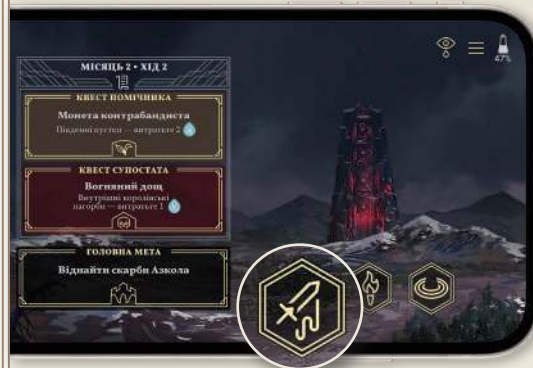 МІСЯЦЬ 2 • ХІД 2
КВЕСТ ПОМІЧНИКА
Монета контрабандиста
Південні пустки — витратьте 2
КВЕСТ СУПОСТАТА
Вогняний дощ
Внутрішні королівські
пагорби — витратьте 1
ГОЛОВНА МЕТА
Віднайти скарби Азкола
47%